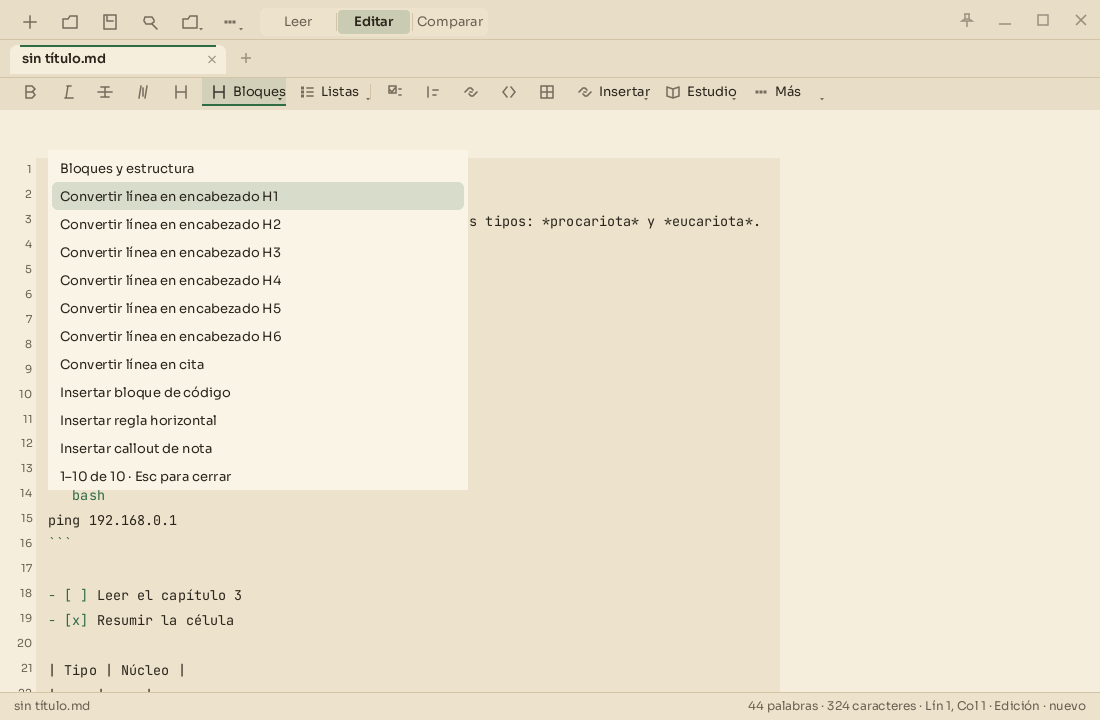 Leer Editar Comparar
sin título.md
Bloques Listas Insertar Estudio Más
1 Bloques y estructura
2 Convertir línea en encabezado H1
Convertir línea en encabezado H2
3 s tipos: *procariota* y *eucariota*.
4 Convertir línea en encabezado H3
5 Convertir línea en encabezado H4
6 Convertir línea en encabezado H5
7 Convertir línea en encabezado H6
8
9 Convertir línea en cita
10 Insertar bloque de código
11 Insertar regla horizontal
12 Insertar callout de nota
13 1–10 de 10 · Esc para cerrar
14 bash
15 ping 192.168.0.1
16 ```
17
18 - [ ] Leer el capítulo 3
19 - [x] Resumir la célula
20
21 | Tipo | Núcleo |
sin título.md 44 palabras · 324 caracteres · Lín 1, Col 1 · Edición · nuevo